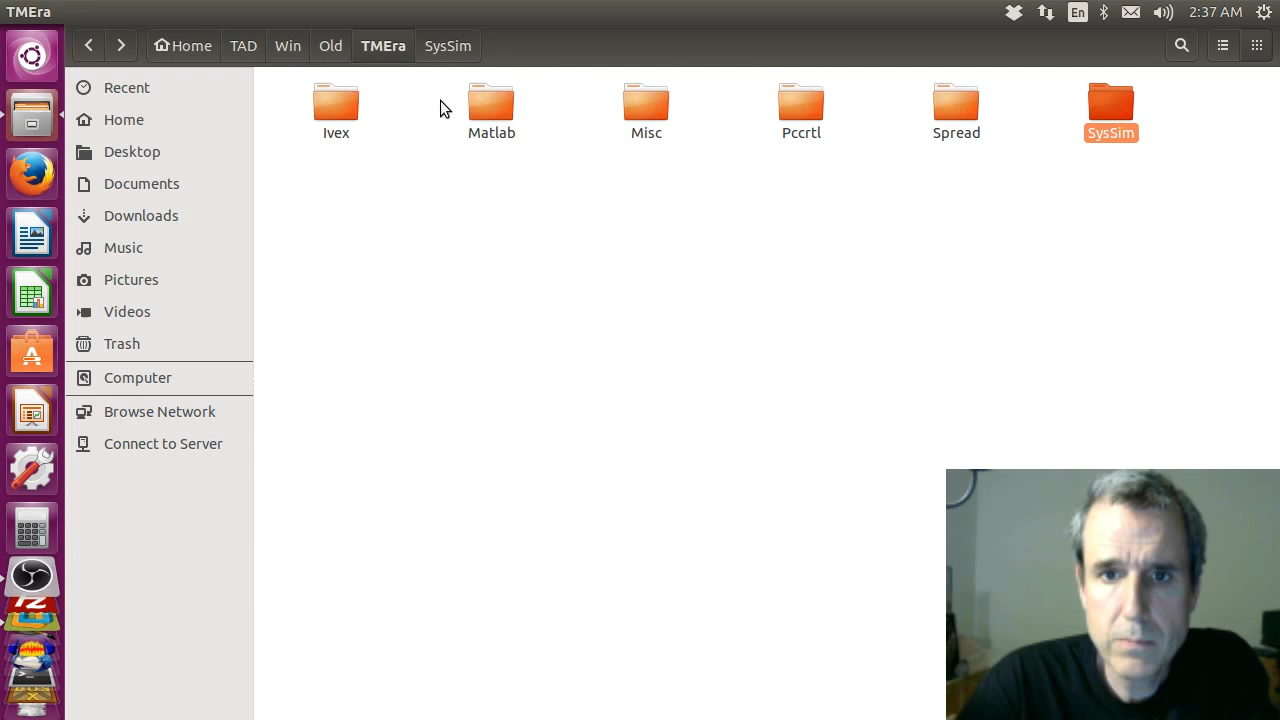 TMEra
En
2:37 AM
Home
TAD
Win
Old
TMEra
SysSim
Recent
Home
Desktop
Documents
Downloads
Music
Pictures
Videos
Trash
Computer
Browse Network
Connect to Server
Ivex
Matlab
Misc
Pccrtl
Spread
SysSim